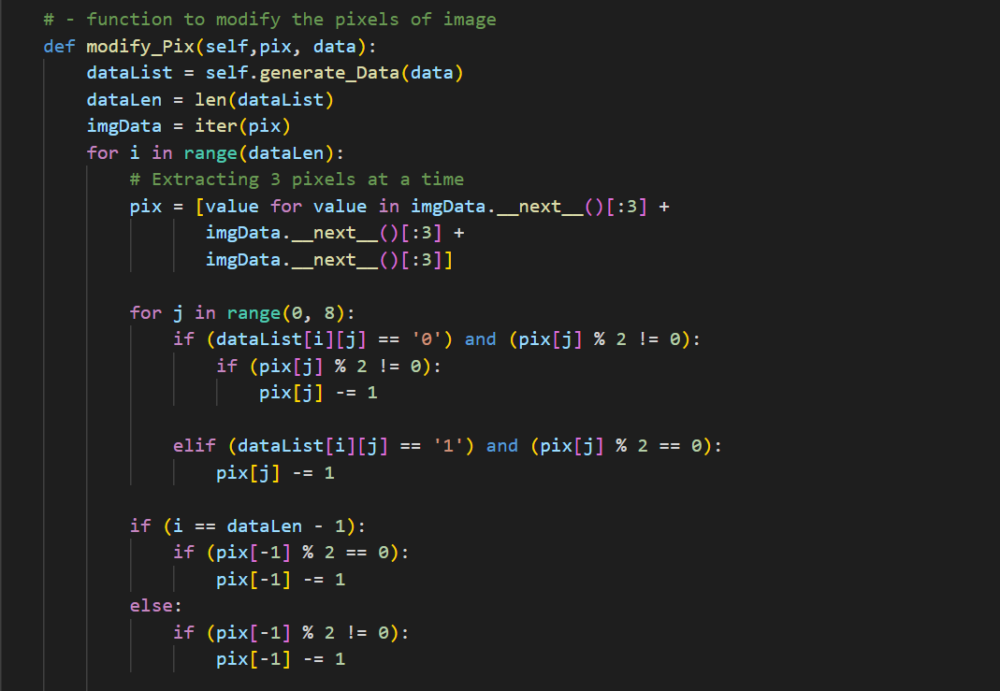 # - function to modify the pixels of image
def modify_Pix(self,pix, data):
    dataList = self.generate_Data(data)
    dataLen = len(dataList)
    imgData = iter(pix)
    for i in range(dataLen):
        # Extracting 3 pixels at a time
        pix = [value for value in imgData.__next__()[:3] +
               imgData.__next__()[:3] +
               imgData.__next__()[:3]]

        for j in range(0, 8):
            if (dataList[i][j] == '0') and (pix[j] % 2 != 0):
                if (pix[j] % 2 != 0):
                    pix[j] -= 1

            elif (dataList[i][j] == '1') and (pix[j] % 2 == 0):
                pix[j] -= 1

        if (i == dataLen - 1):
            if (pix[-1] % 2 == 0):
                pix[-1] -= 1
        else:
            if (pix[-1] % 2 != 0):
                pix[-1] -= 1